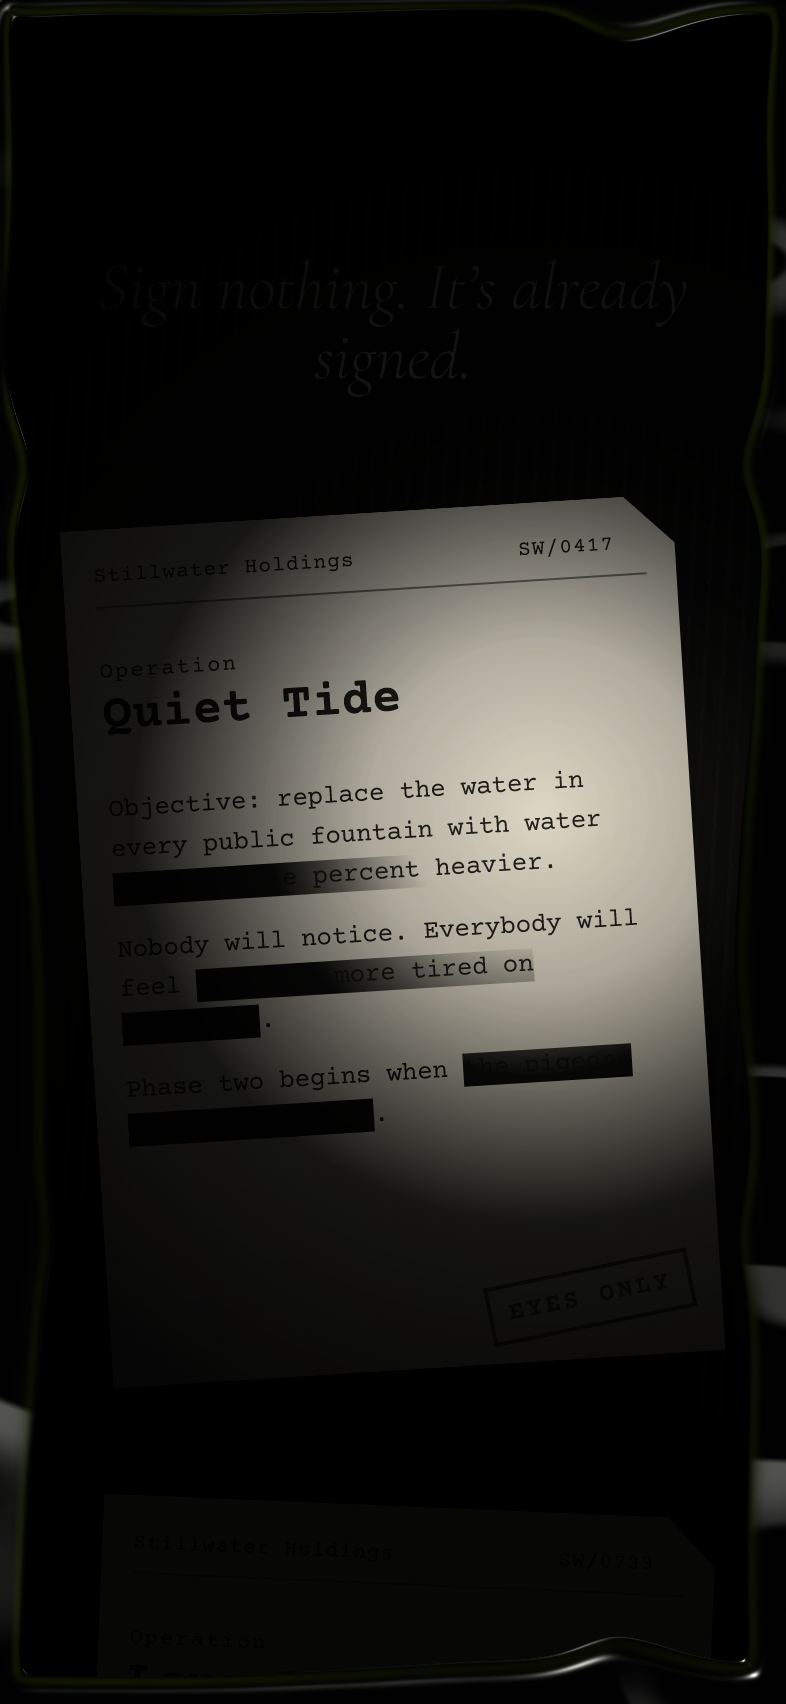 Sign nothing. It’s already
signed.
Stillwater Holdings
SW/0417
Operation
Quiet Tide
Objective: replace the water in
every public fountain with water
percent heavier.
Nobody will notice. Everybody will
feel more tired on
.
Phase two begins when
.
EYES ONLY
Stillwater Holdings
SW/0733
Operation